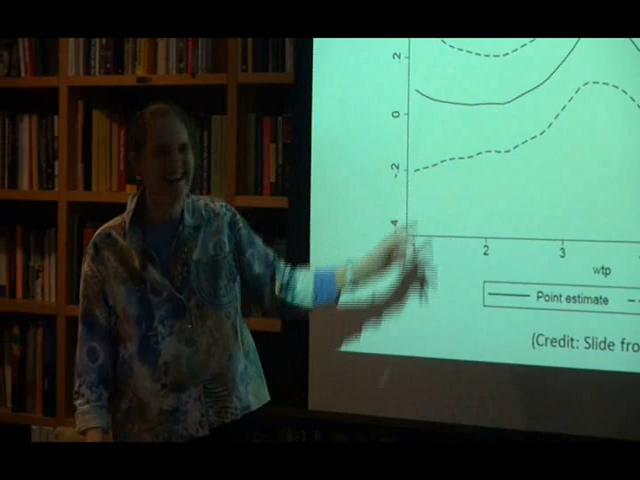 .2
0
-.2
.4
2
3
wtp
Point estimate
(Credit: Slide fro